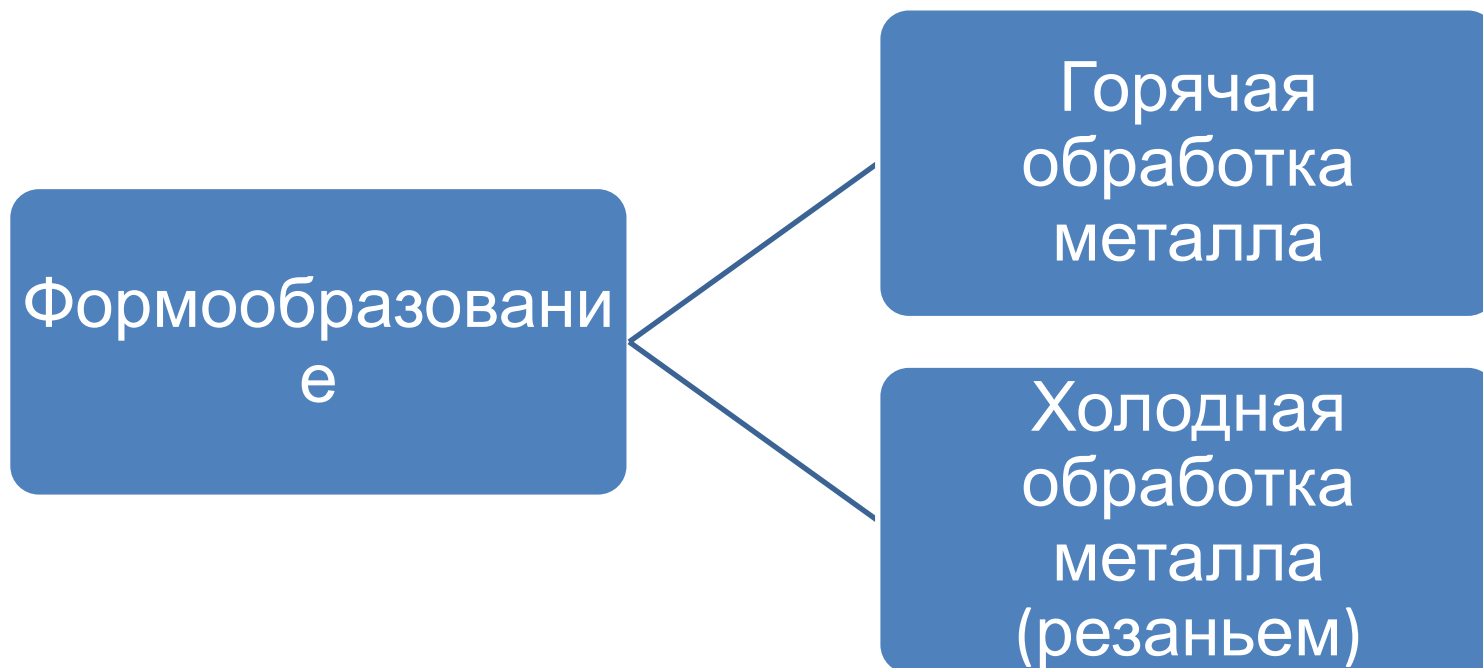 Формообразовани
е
Горячая
обработка
металла
Холодная
обработка
металла
(резаньем)